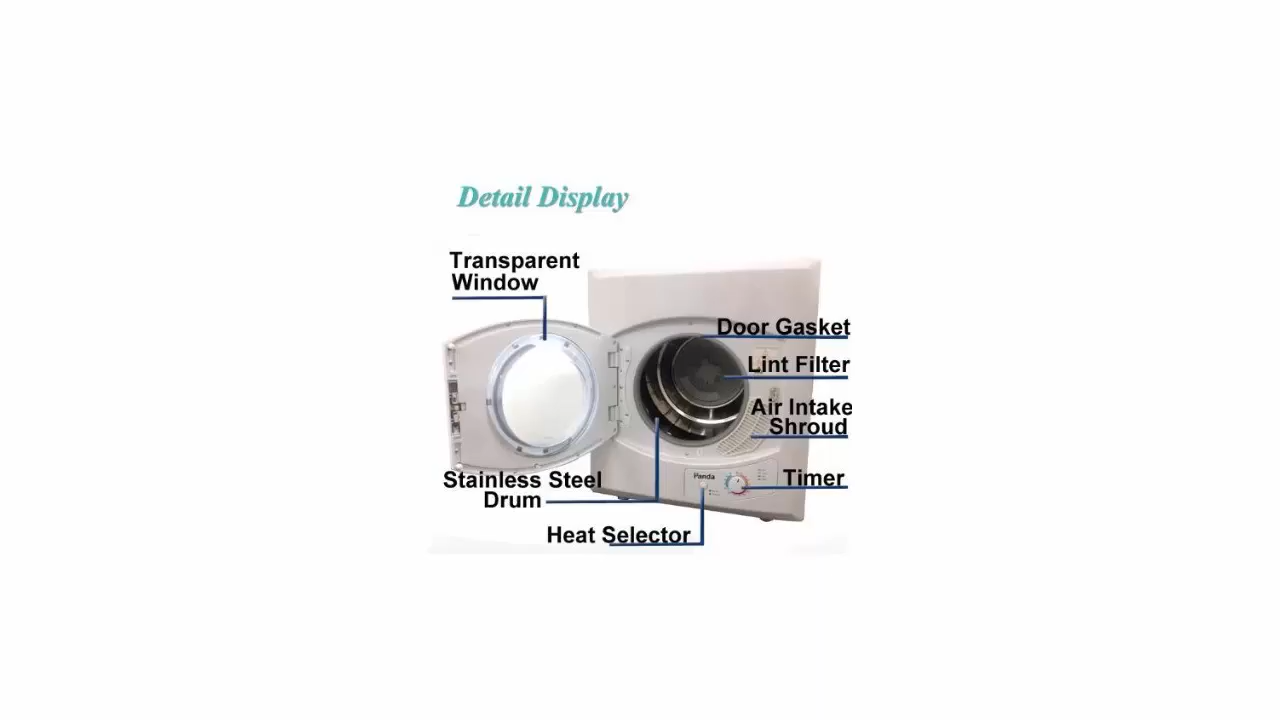 Detail Display
Transparent
Window
Door Gasket
Lint Filter
Air Intake
Shroud
Stainless Steel
Drum
Panda
Timer
Heat Selector